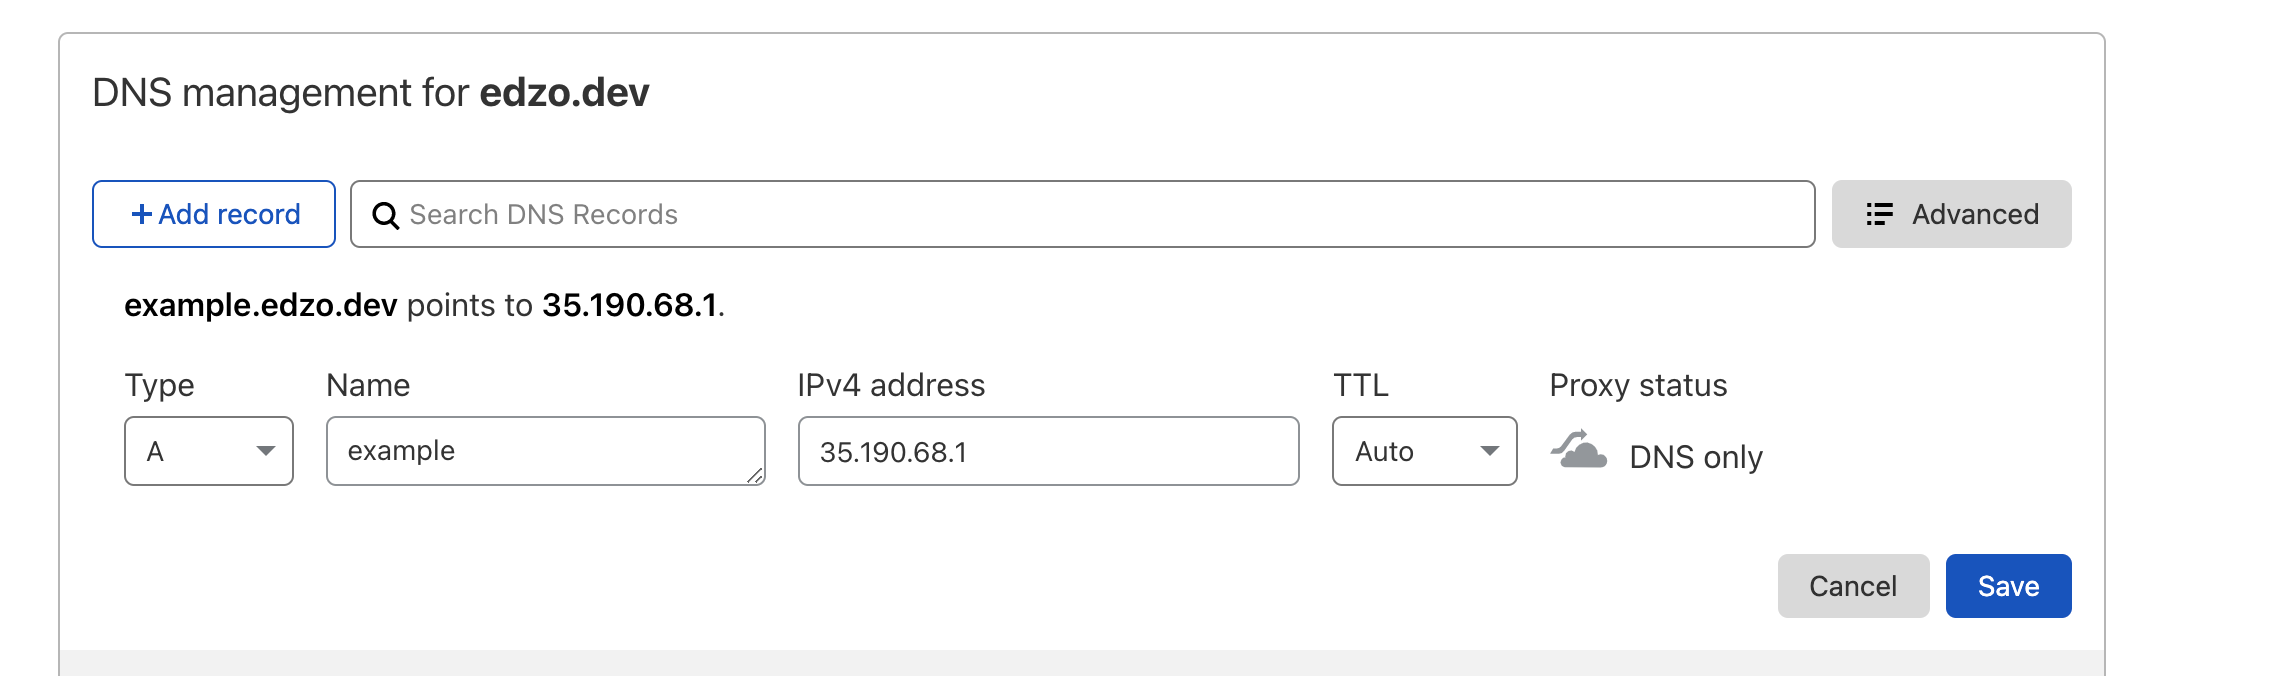 DNS management for edzo.dev
+ Add record
Search DNS Records
Advanced
example.edzo.dev points to 35.190.68.1.
Type
Name
IPv4 address
TTL
Proxy status
A
example
35.190.68.1
Auto
DNS only
Cancel
Save